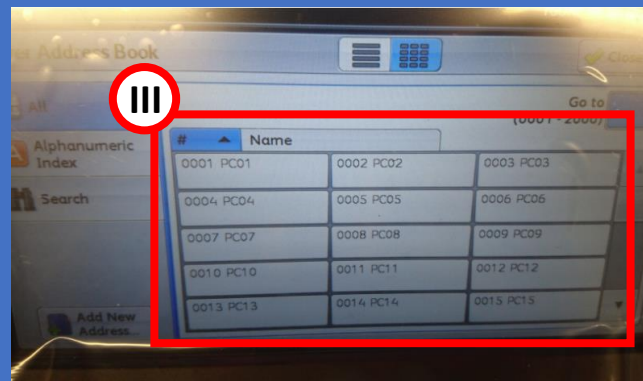 er Address Book
Close
III
All
Go to
(0001 - 2000)
Alphanumeric
Index
# Name
0001 PC01 0002 PC02 0003 PC03
Search
0004 PC04 0005 PC05 0006 PC06
0007 PC07 0008 PC08 0009 PC09
0010 PC10 0011 PC11 0012 PC12
0013 PC13 0014 PC14 0015 PC15
Add New
Address...